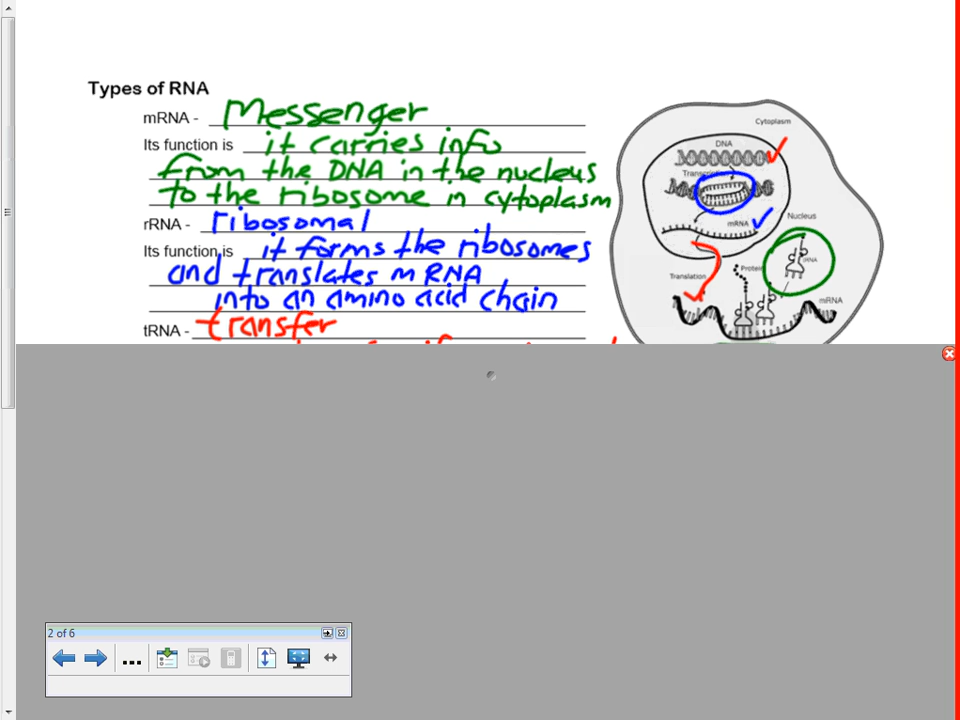 Types of RNA
mRNA - Messenger
Its function is it carries info
from the DNA in the nucleus
to the ribosome in cytoplasm
rRNA - ribosomal
Its function is it forms the ribosomes
and translates mRNA
into an amino acid chain
tRNA - transfer
Cytoplasm
DNA
Transcription
mRNA
Nucleus
tRNA
Translation
Protein
mRNA
2 of 6
...